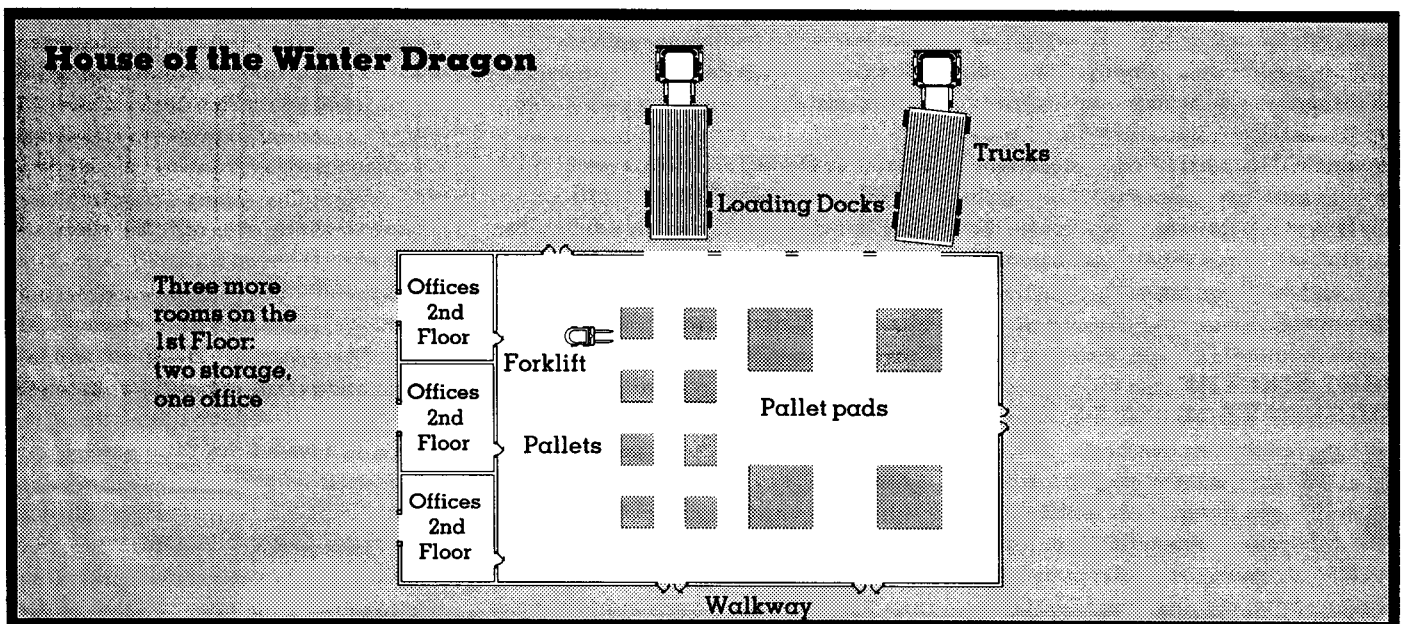 House of the Winter Dragon
Trucks
Loading Docks
Three more
rooms on the
1st Floor:
two storage,
one office
Offices
2nd
Floor
Forklift
Offices
2nd
Floor
Pallets
Pallet pads
Offices
2nd
Floor
Walkway